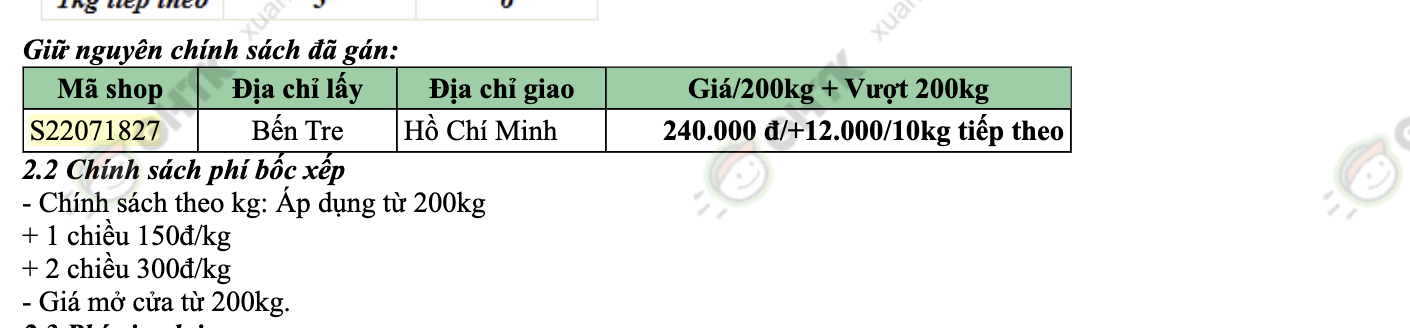 1kg tiếp theo 5 6
Giữ nguyên chính sách đã gán:
Mã shop Địa chỉ lấy Địa chỉ giao Giá/200kg + Vượt 200kg
S22071827 Bến Tre Hồ Chí Minh 240.000 đ/+12.000/10kg tiếp theo
2.2 Chính sách phí bốc xếp
- Chính sách theo kg: Áp dụng từ 200kg
+ 1 chiều 150đ/kg
+ 2 chiều 300đ/kg
- Giá mở cửa từ 200kg.